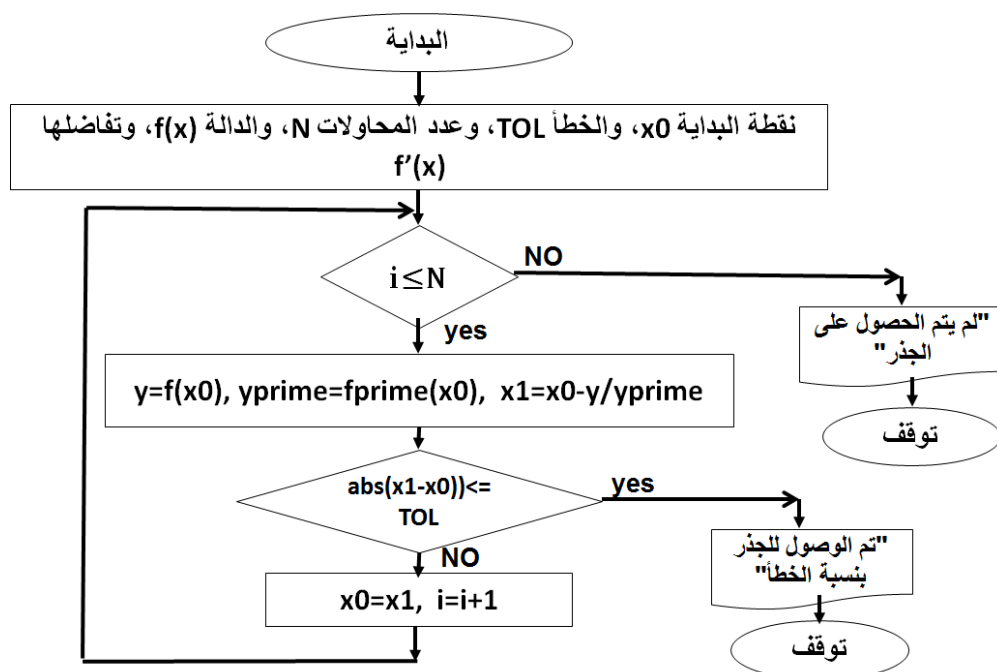 البداية
نقطة البداية x0، والخطأ TOL، وعدد المحاولات N، والدالة f(x)، وتفاضلها
f’(x)
i≤N
NO
"لم يتم الحصول على
الجذر"
توقف
yes
y=f(x0), yprime=fprime(x0), x1=x0-y/yprime
abs(x1-x0))<=
TOL
yes
"تم الوصول للجذر
بنسبة الخطأ"
توقف
NO
x0=x1, i=i+1